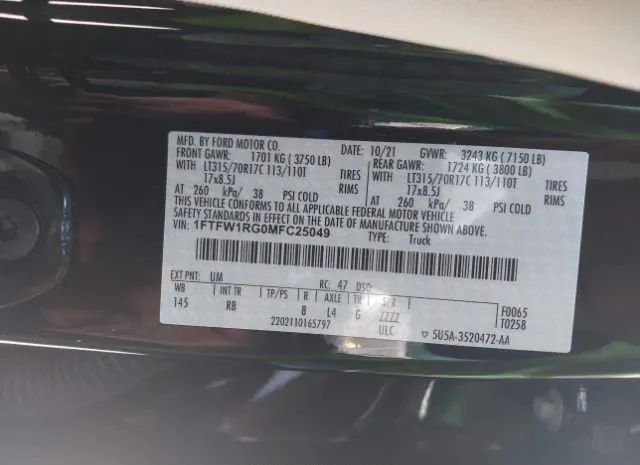 MFD. BY FORD MOTOR CO.
DATE: 10/21 GVWR: 3243 KG ( 7150 LB)
FRONT GAWR: 1701 KG ( 3750 LB)
REAR GAWR: 1724 KG ( 3800 LB)
WITH LT315/70R17C 113/110T TIRES
WITH LT315/70R17C 113/110T TIRES
17x8.5J RIMS
17x8.5J RIMS
AT 260 kPa/ 38 PSI COLD
AT 260 kPa/ 38 PSI COLD
THIS VEHICLE CONFORMS TO ALL APPLICABLE FEDERAL MOTOR VEHICLE
SAFETY STANDARDS IN EFFECT ON THE DATE OF MANUFACTURE SHOWN ABOVE.
VIN: 1FTFW1RG0MFC25049
TYPE: Truck
EXT PNT: UM RC: 47 DSO:
WB INT TR TP/PS R AXLE TR SPR
145 RB 8 L4 G ZZZZ
F0065
T0258
2202110165797 ULC
5U5A-3520472-AA